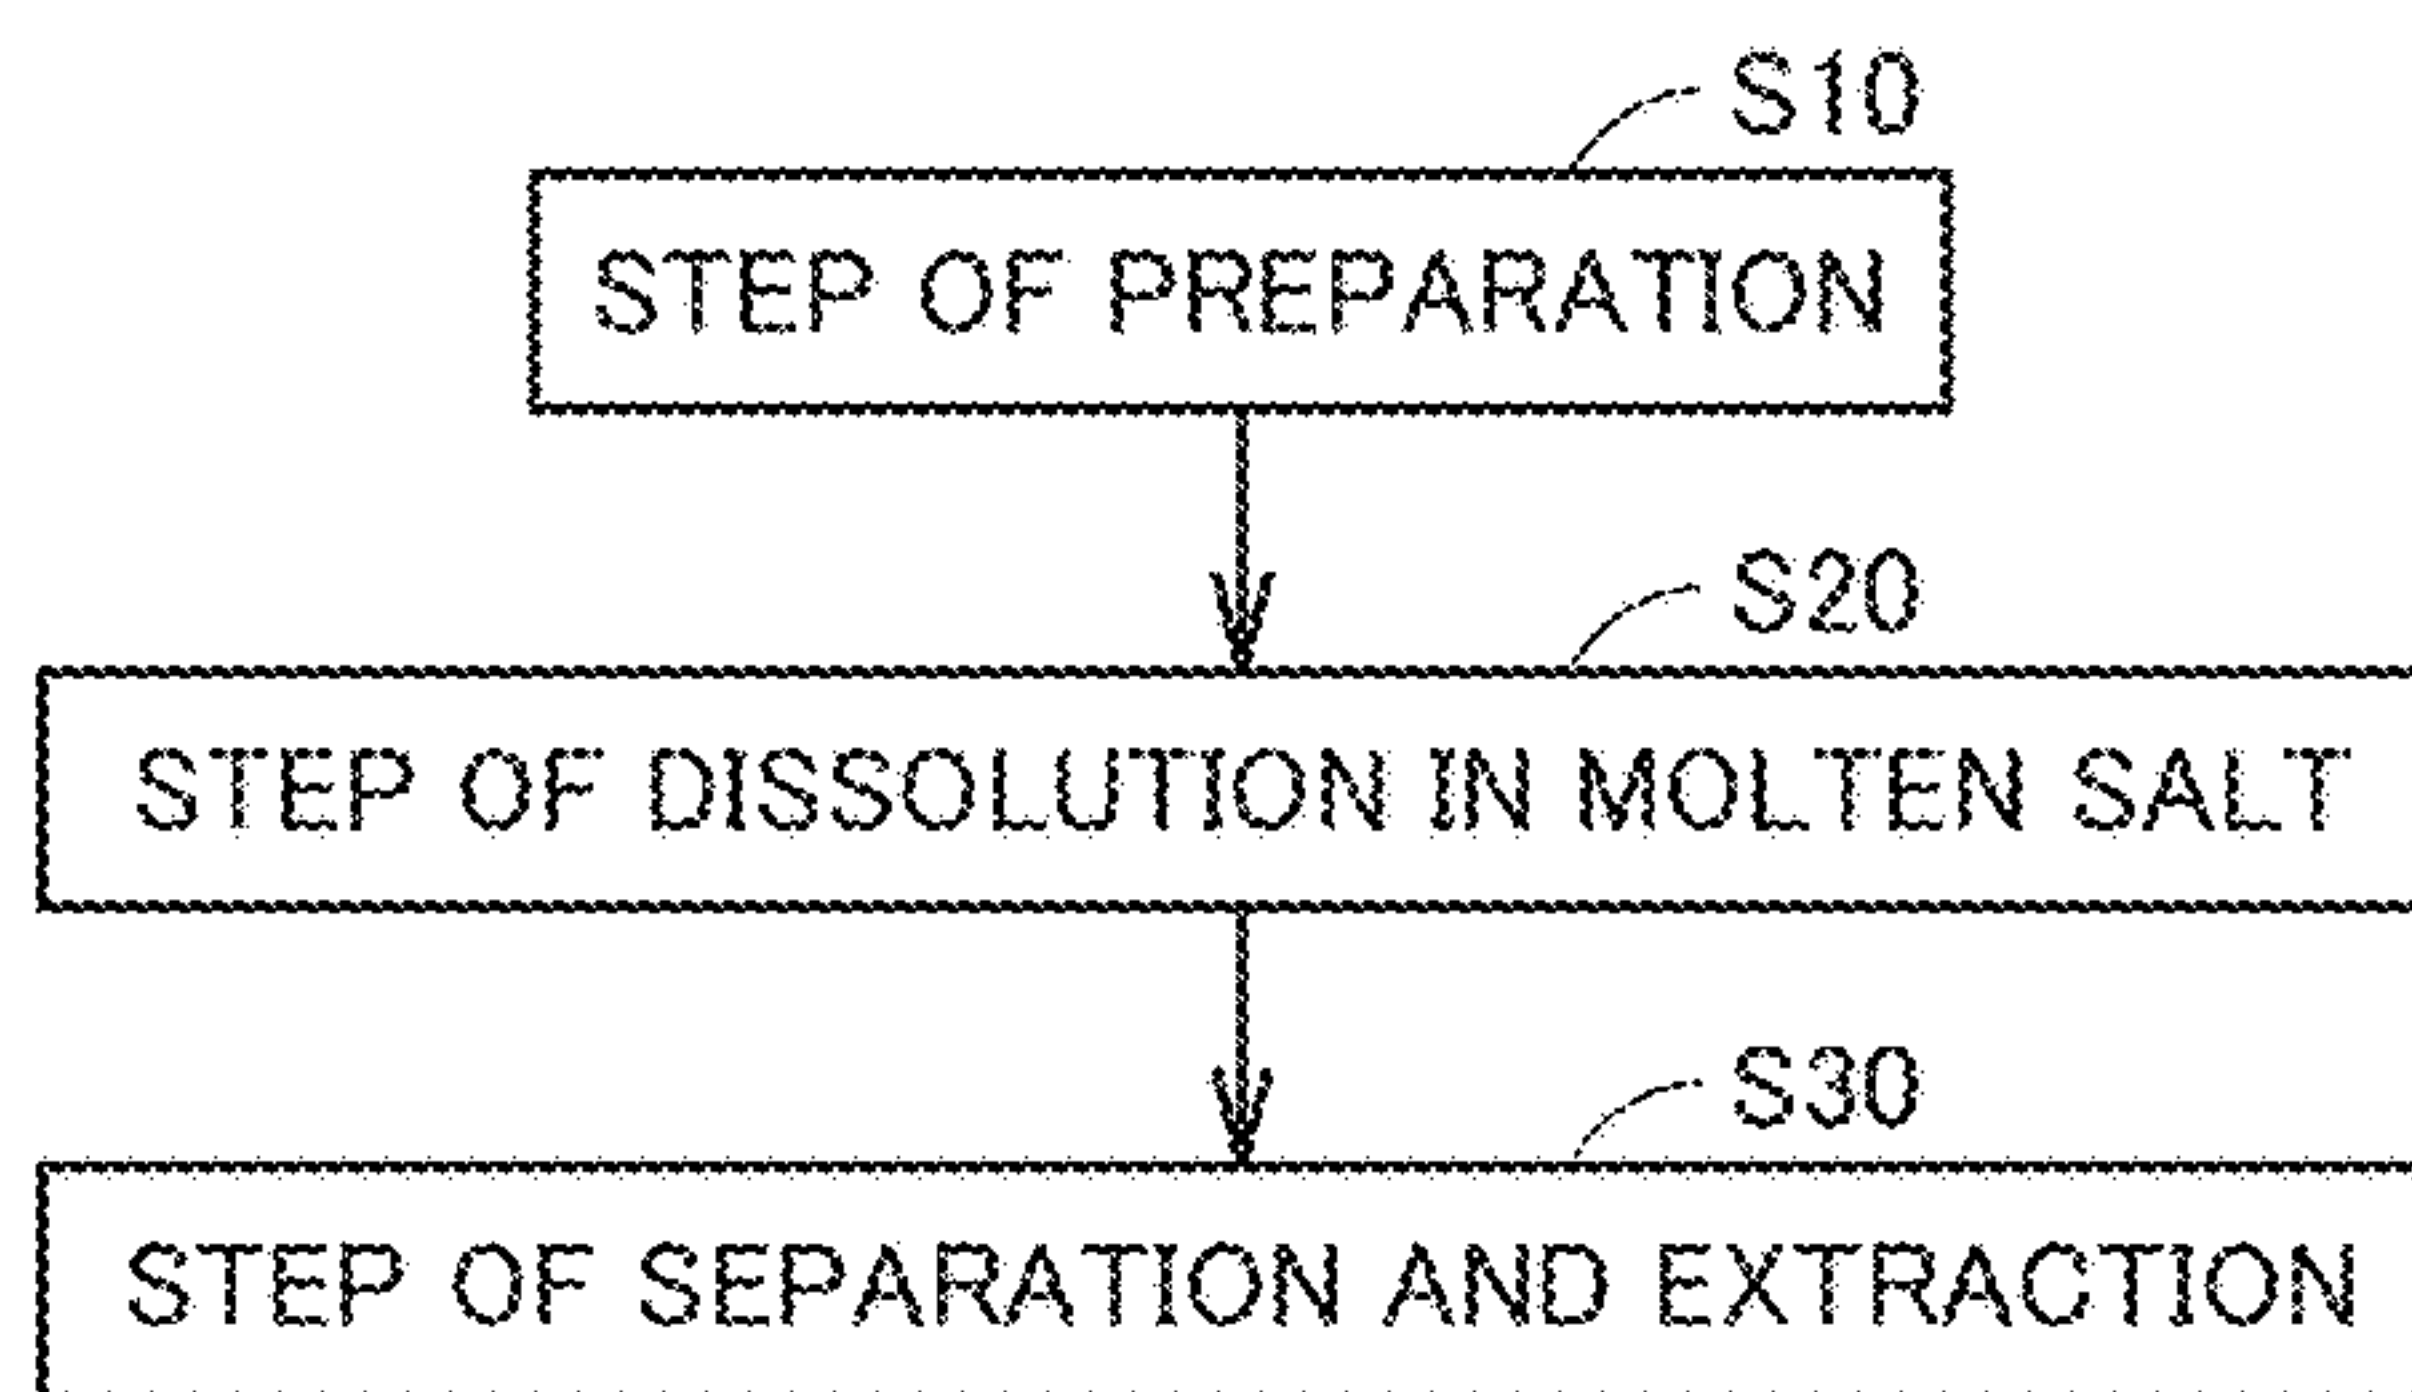 S10
STEP OF PREPARATION
S20
STEP OF DISSOLUTION IN MOLTEN SALT
S30
STEP OF SEPARATION AND EXTRACTION